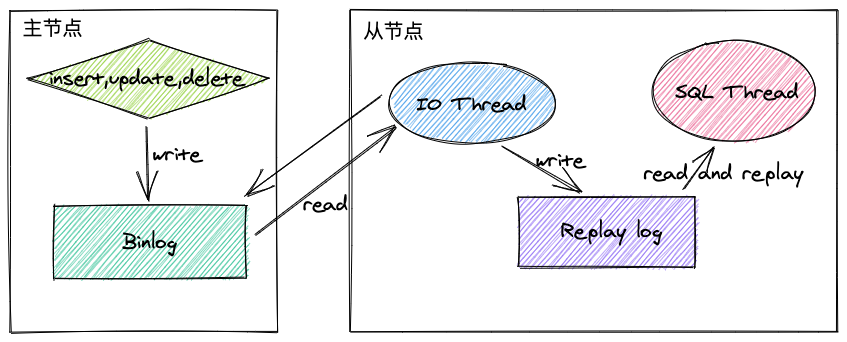 主节点
insert,update,delete
write
Binlog
read
从节点
IO Thread
write
Replay log
read and replay
SQL Thread